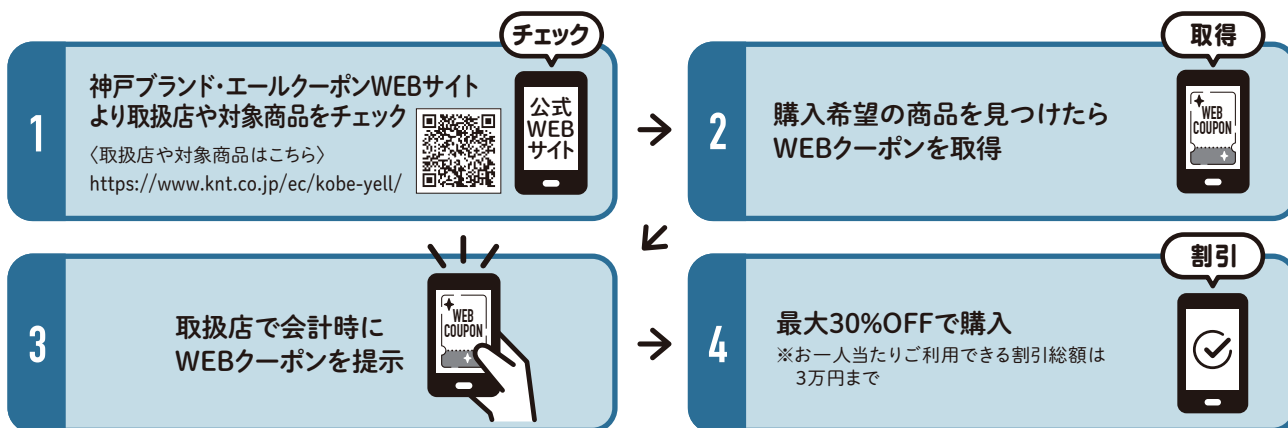 チェック
1
神戸ブランド・エールクーポンWEBサイト
より取扱店や対象商品をチェック
〈取扱店や対象商品はこちら〉
https://www.knt.co.jp/ec/kobe-yell/
公式
WEB
サイト
取得
2
購入希望の商品を見つけたら
WEBクーポンを取得
WEB
COUPON
3
取扱店で会計時に
WEBクーポンを提示
WEB
COUPON
割引
4
最大30%OFFで購入
※お一人当たりご利用できる割引総額は
3万円まで